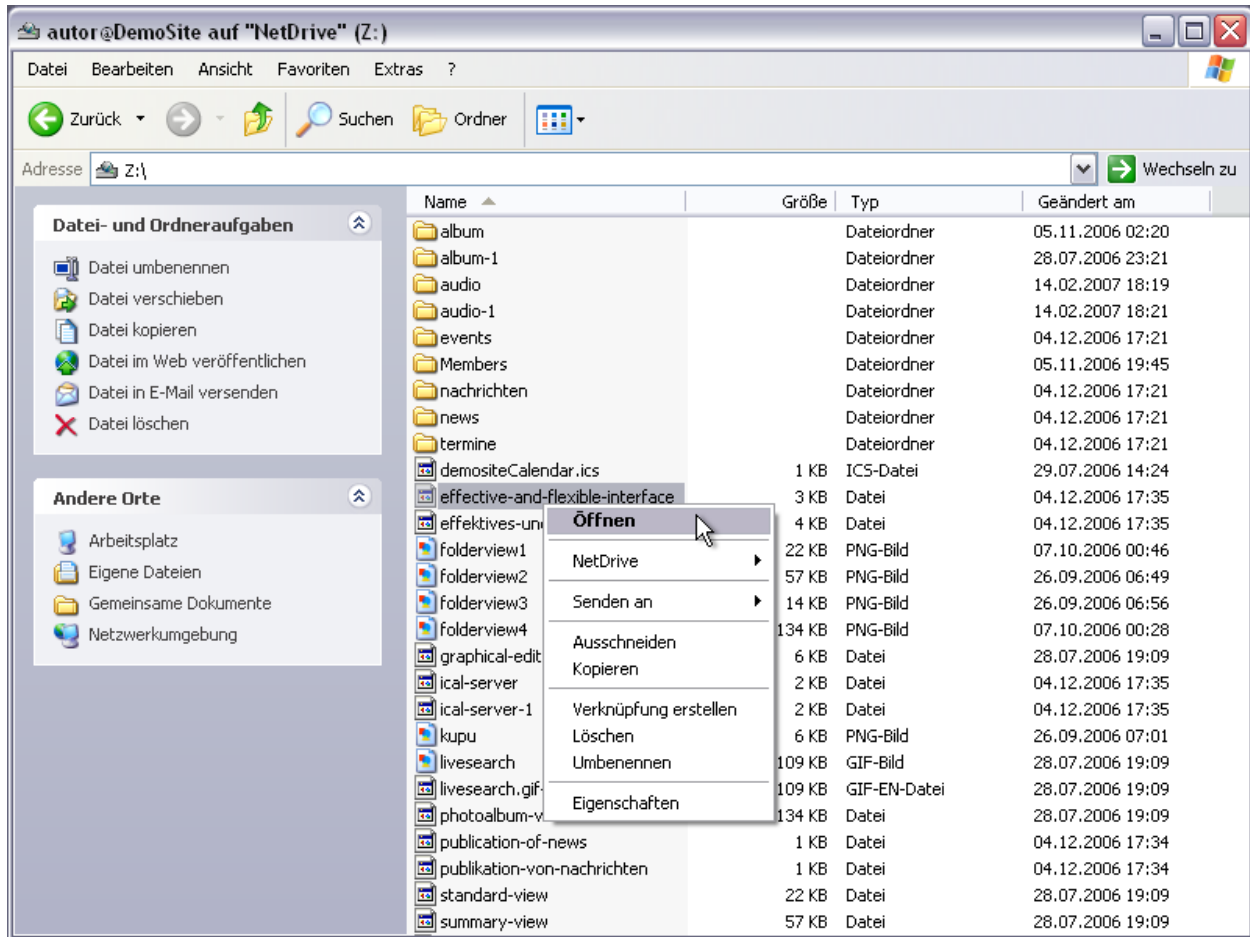 autor@DemoSite auf "NetDrive" (Z:)
Datei Bearbeiten Ansicht Favoriten Extras ?
Zurück Suchen Ordner
Adresse Z:\ Wechseln zu
Datei- und Ordneraufgaben
Datei umbenennen
Datei verschieben
Datei kopieren
Datei im Web veröffentlichen
Datei in E-Mail versenden
Datei löschen
Andere Orte
Arbeitsplatz
Eigene Dateien
Gemeinsame Dokumente
Netzwerkumgebung
Name Größe Typ Geändert am
album Dateiordner 05.11.2006 02:20
album-1 Dateiordner 28.07.2006 23:21
audio Dateiordner 14.02.2007 18:19
audio-1 Dateiordner 14.02.2007 18:21
events Dateiordner 04.12.2006 17:21
Members Dateiordner 05.11.2006 19:45
nachrichten Dateiordner 04.12.2006 17:21
news Dateiordner 04.12.2006 17:21
termine Dateiordner 04.12.2006 17:21
demositeCalendar.ics 1 KB ICS-Datei 29.07.2006 14:24
effective-and-flexible-interface 3 KB Datei 04.12.2006 17:35
effektives-un 4 KB Datei 04.12.2006 17:35
folderview1 22 KB PNG-Bild 07.10.2006 00:46
folderview2 57 KB PNG-Bild 26.09.2006 06:49
folderview3 14 KB PNG-Bild 26.09.2006 06:56
folderview4 134 KB PNG-Bild 07.10.2006 00:28
graphical-edit 6 KB Datei 28.07.2006 19:09
ical-server 2 KB Datei 04.12.2006 17:35
ical-server-1 2 KB Datei 04.12.2006 17:35
kupu 6 KB PNG-Bild 26.09.2006 07:01
livesearch 109 KB GIF-Bild 28.07.2006 19:09
livesearch.gif- 109 KB GIF-EN-Datei 28.07.2006 19:09
photoalbum-v 134 KB Datei 28.07.2006 19:09
publication-of-news 1 KB Datei 04.12.2006 17:34
publikation-von-nachrichten 1 KB Datei 04.12.2006 17:34
standard-view 22 KB Datei 28.07.2006 19:09
summary-view 57 KB Datei 28.07.2006 19:09
Öffnen
NetDrive
Senden an
Ausschneiden
Kopieren
Verknüpfung erstellen
Löschen
Umbenennen
Eigenschaften